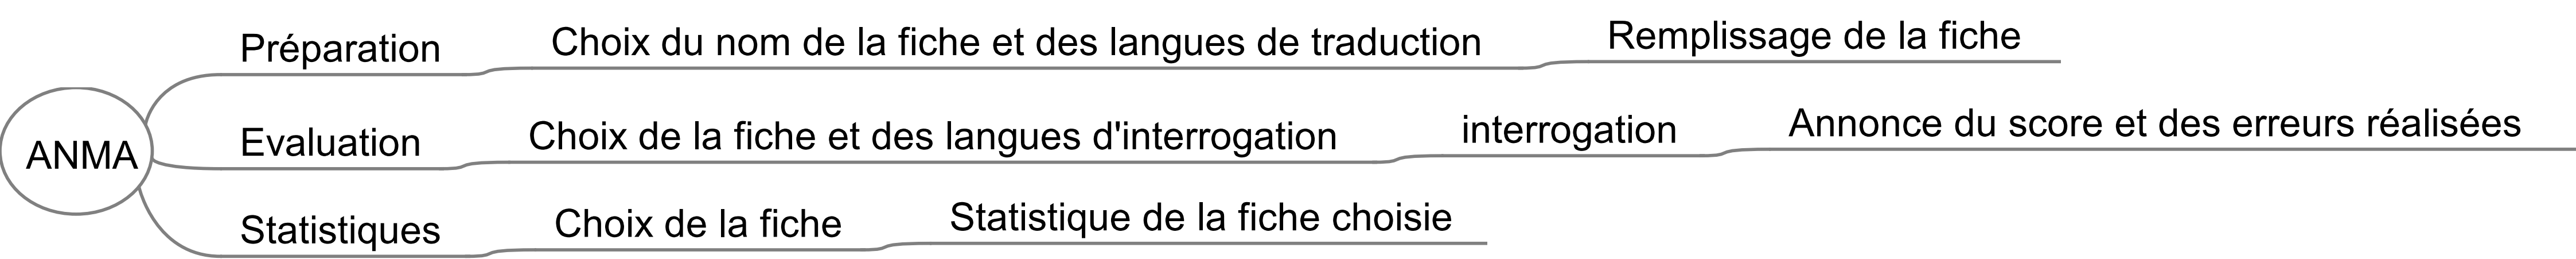 ANMA
Préparation
Choix du nom de la fiche et des langues de traduction
Remplissage de la fiche
Evaluation
Choix de la fiche et des langues d'interrogation
interrogation
Annonce du score et des erreurs réalisées
Statistiques
Choix de la fiche
Statistique de la fiche choisie